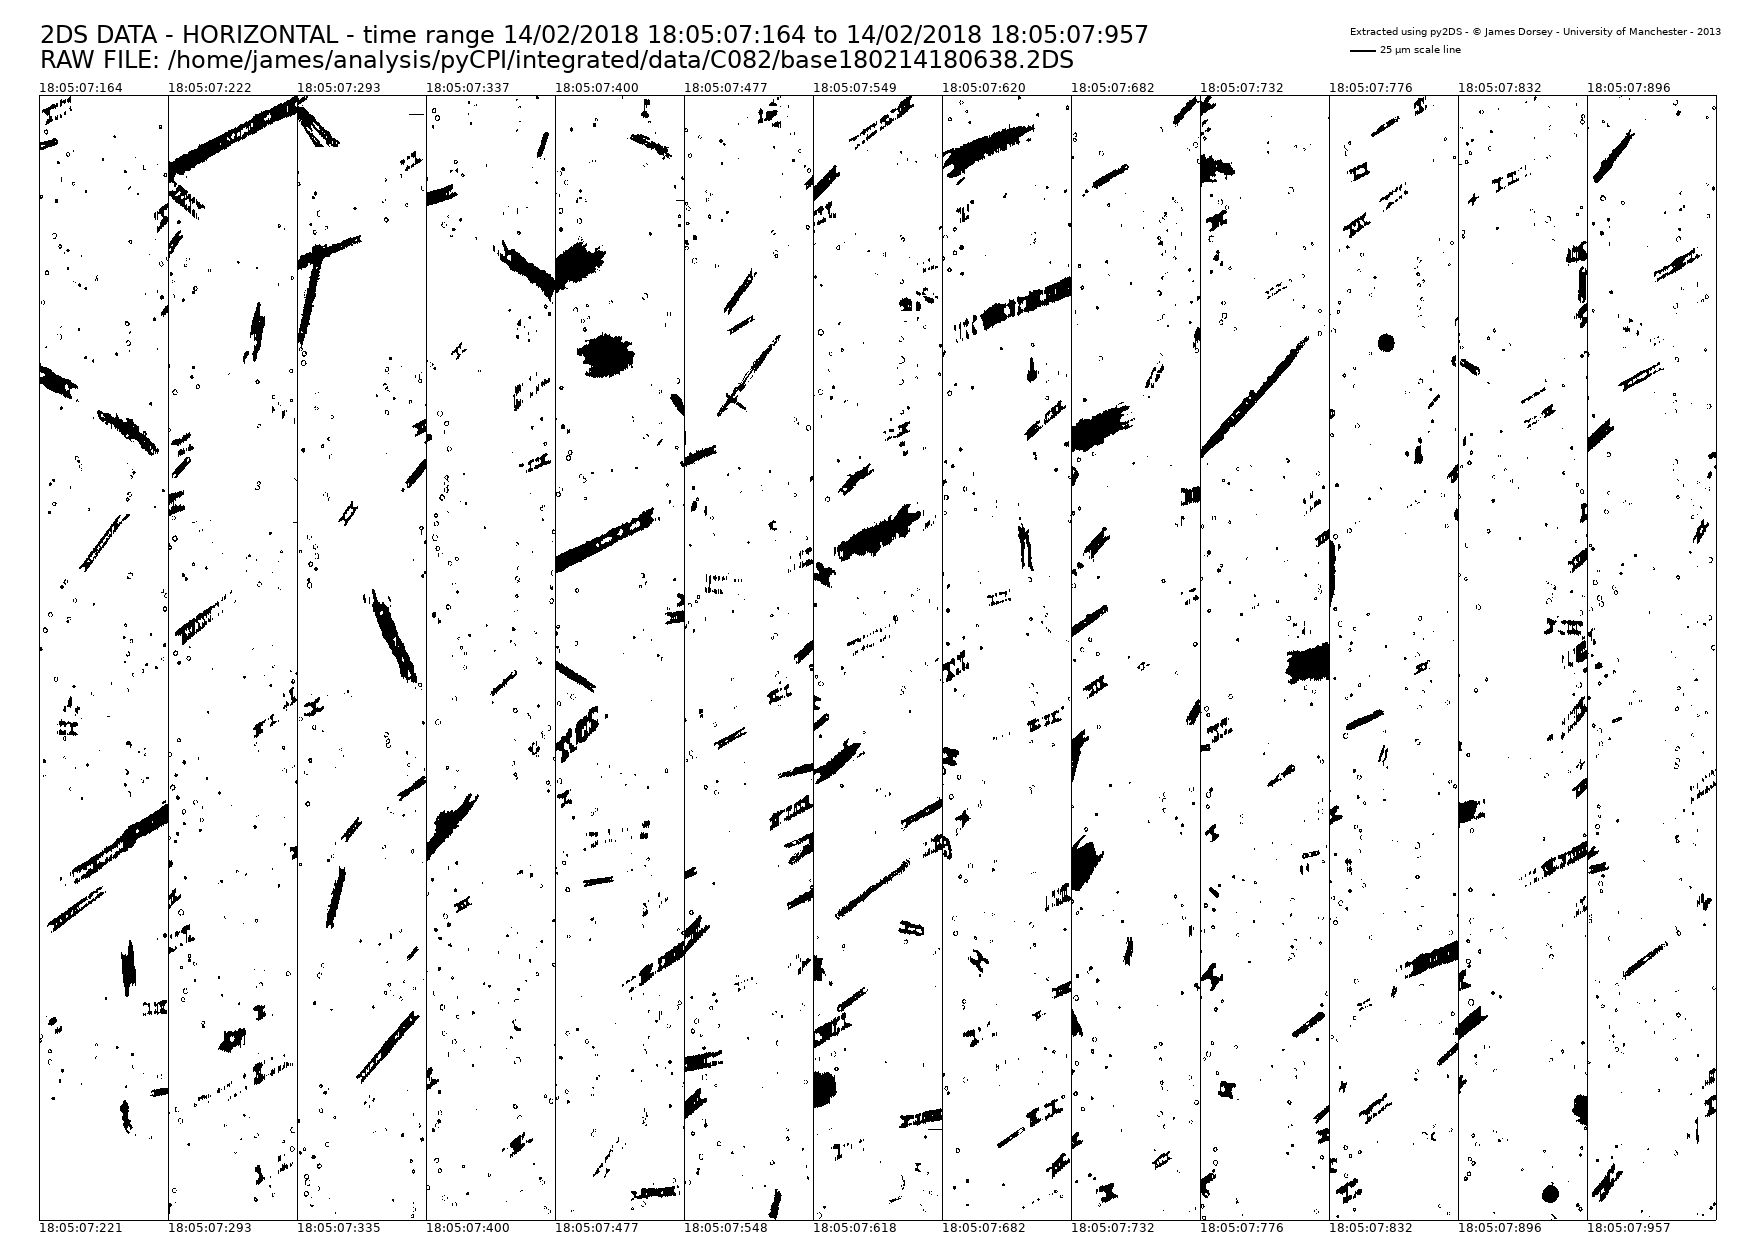 2DS DATA - HORIZONTAL - time range 14/02/2018 18:05:07:164 to 14/02/2018 18:05:07:957
RAW FILE: /home/james/analysis/pyCPI/integrated/data/C082/base180214180638.2DS
Extracted using py2DS - © James Dorsey - University of Manchester - 2013
25 μm scale line
18:05:07:164 18:05:07:222 18:05:07:293 18:05:07:337 18:05:07:400 18:05:07:477 18:05:07:549 18:05:07:620 18:05:07:682 18:05:07:732 18:05:07:776 18:05:07:832 18:05:07:896
18:05:07:221 18:05:07:293 18:05:07:335 18:05:07:400 18:05:07:477 18:05:07:548 18:05:07:618 18:05:07:682 18:05:07:732 18:05:07:776 18:05:07:832 18:05:07:896 18:05:07:957